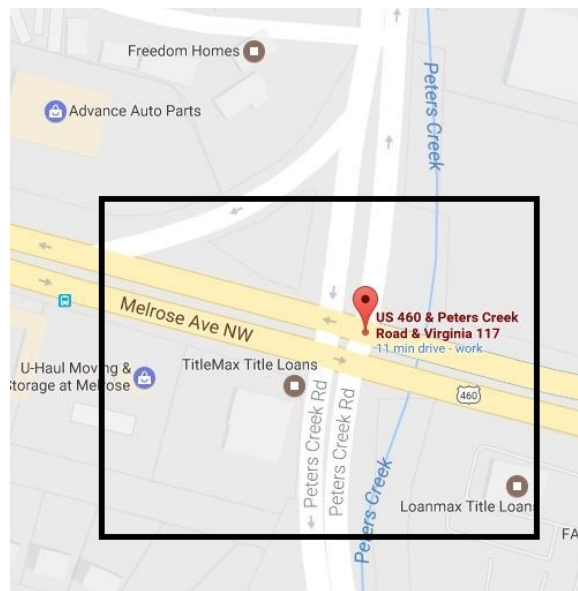 Freedom Homes
Peters Creek
Advance Auto Parts
Melrose Ave NW
US 460 & Peters Creek
Road & Virginia 117
11 min drive - work
U-Haul Moving &
Storage at Melrose
TitleMax Title Loans
460
Peters Creek Rd
Peters Creek Rd
Peters Creek
Loanmax Title Loans
FA